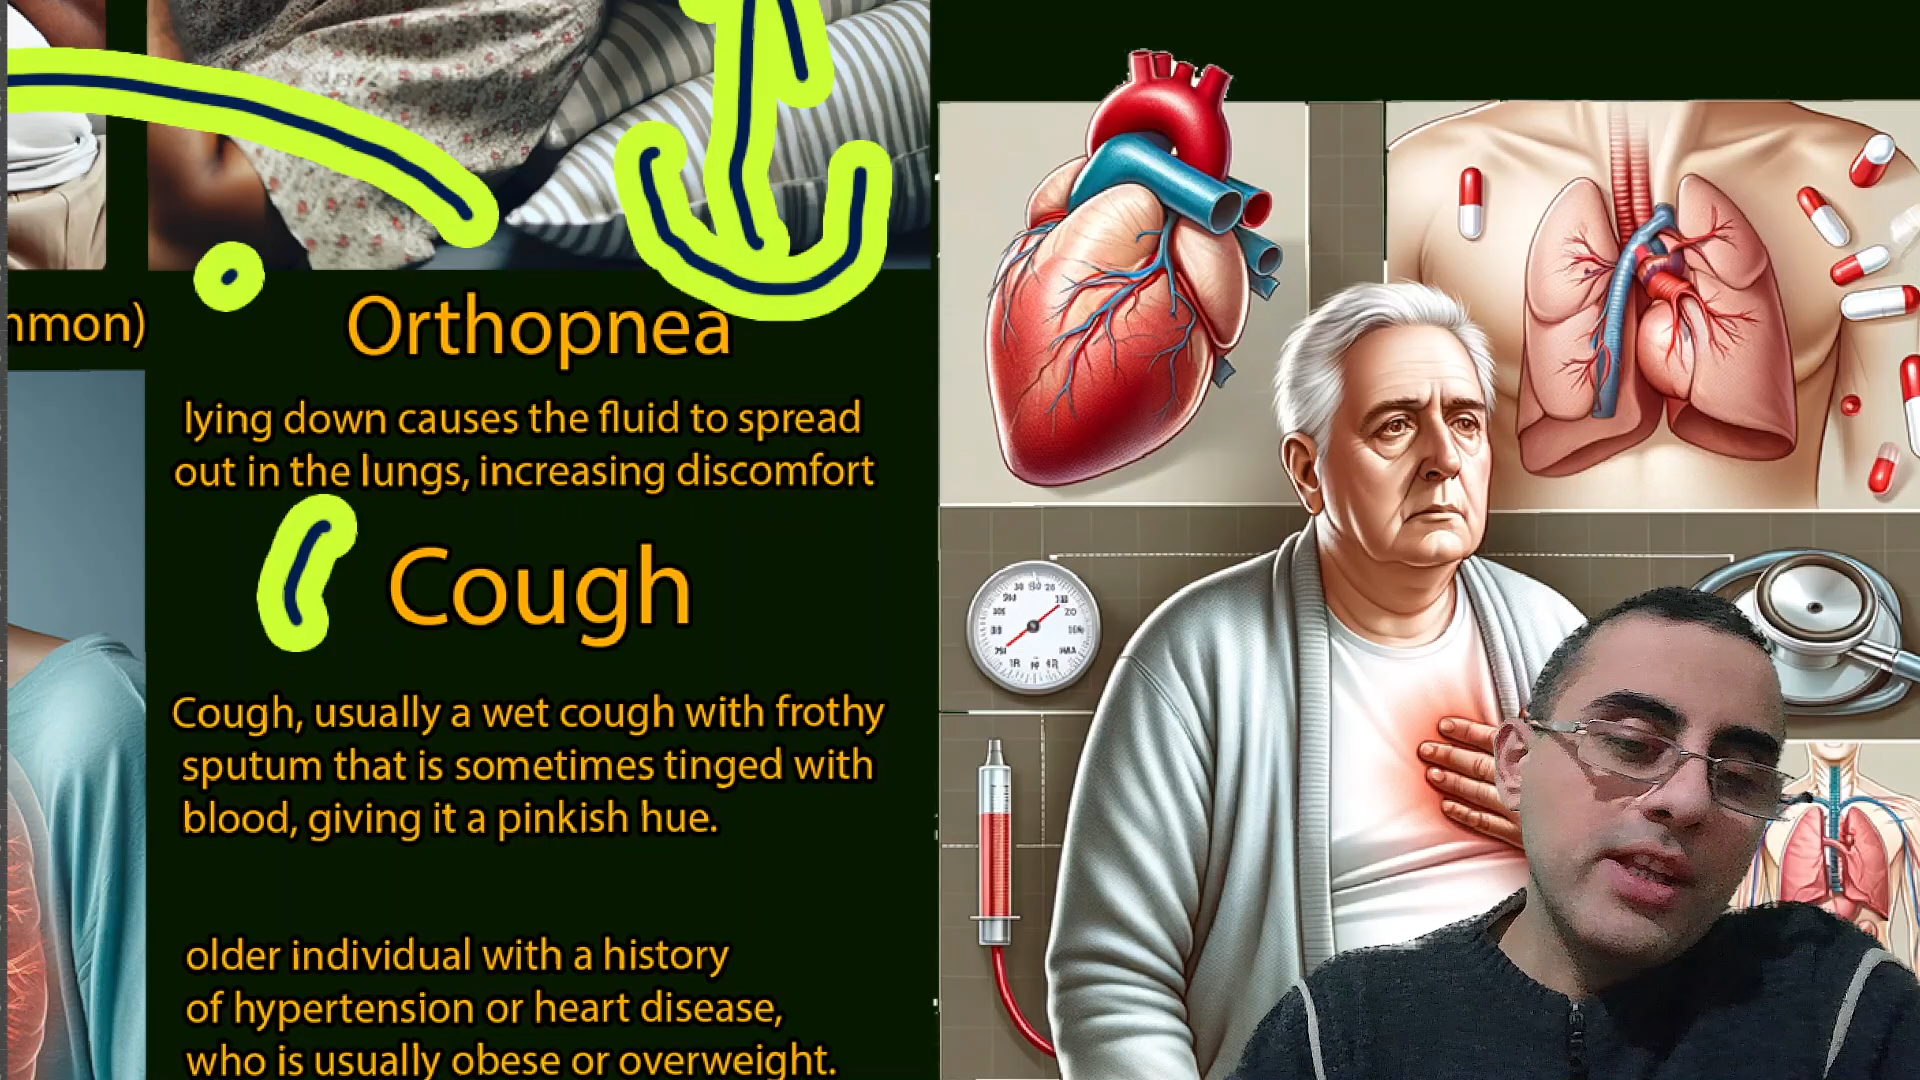 nmon)
Orthopnea
lying down causes the fluid to spread
out in the lungs, increasing discomfort
Cough
Cough, usually a wet cough with frothy
sputum that is sometimes tinged with
blood, giving it a pinkish hue.
older individual with a history
of hypertension or heart disease,
who is usually obese or overweight.